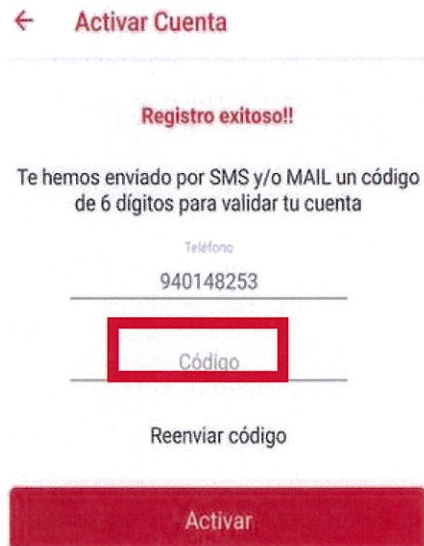 ← Activar Cuenta
Registro exitoso!!
Te hemos enviado por SMS y/o MAIL un código
de 6 dígitos para validar tu cuenta
Teléfono
940148253
Código
Reenviar código
Activar